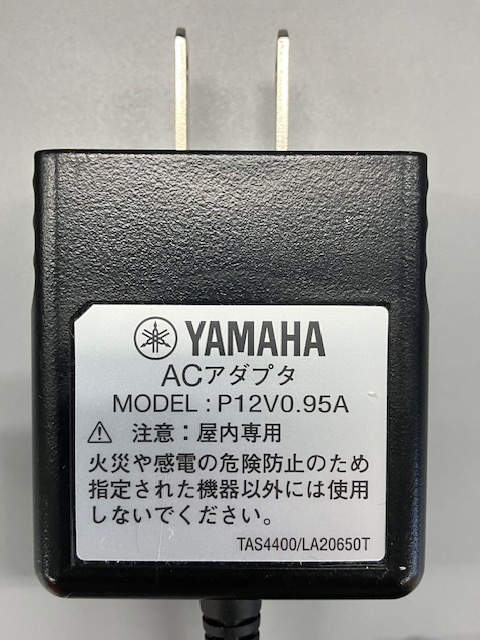 YAMAHA
ACアダプタ
MODEL : P12V0.95A
⚠ 注意：屋内専用
火災や感電の危険防止のため
指定された機器以外には使用
しないでください。
TAS4400/LA20650T